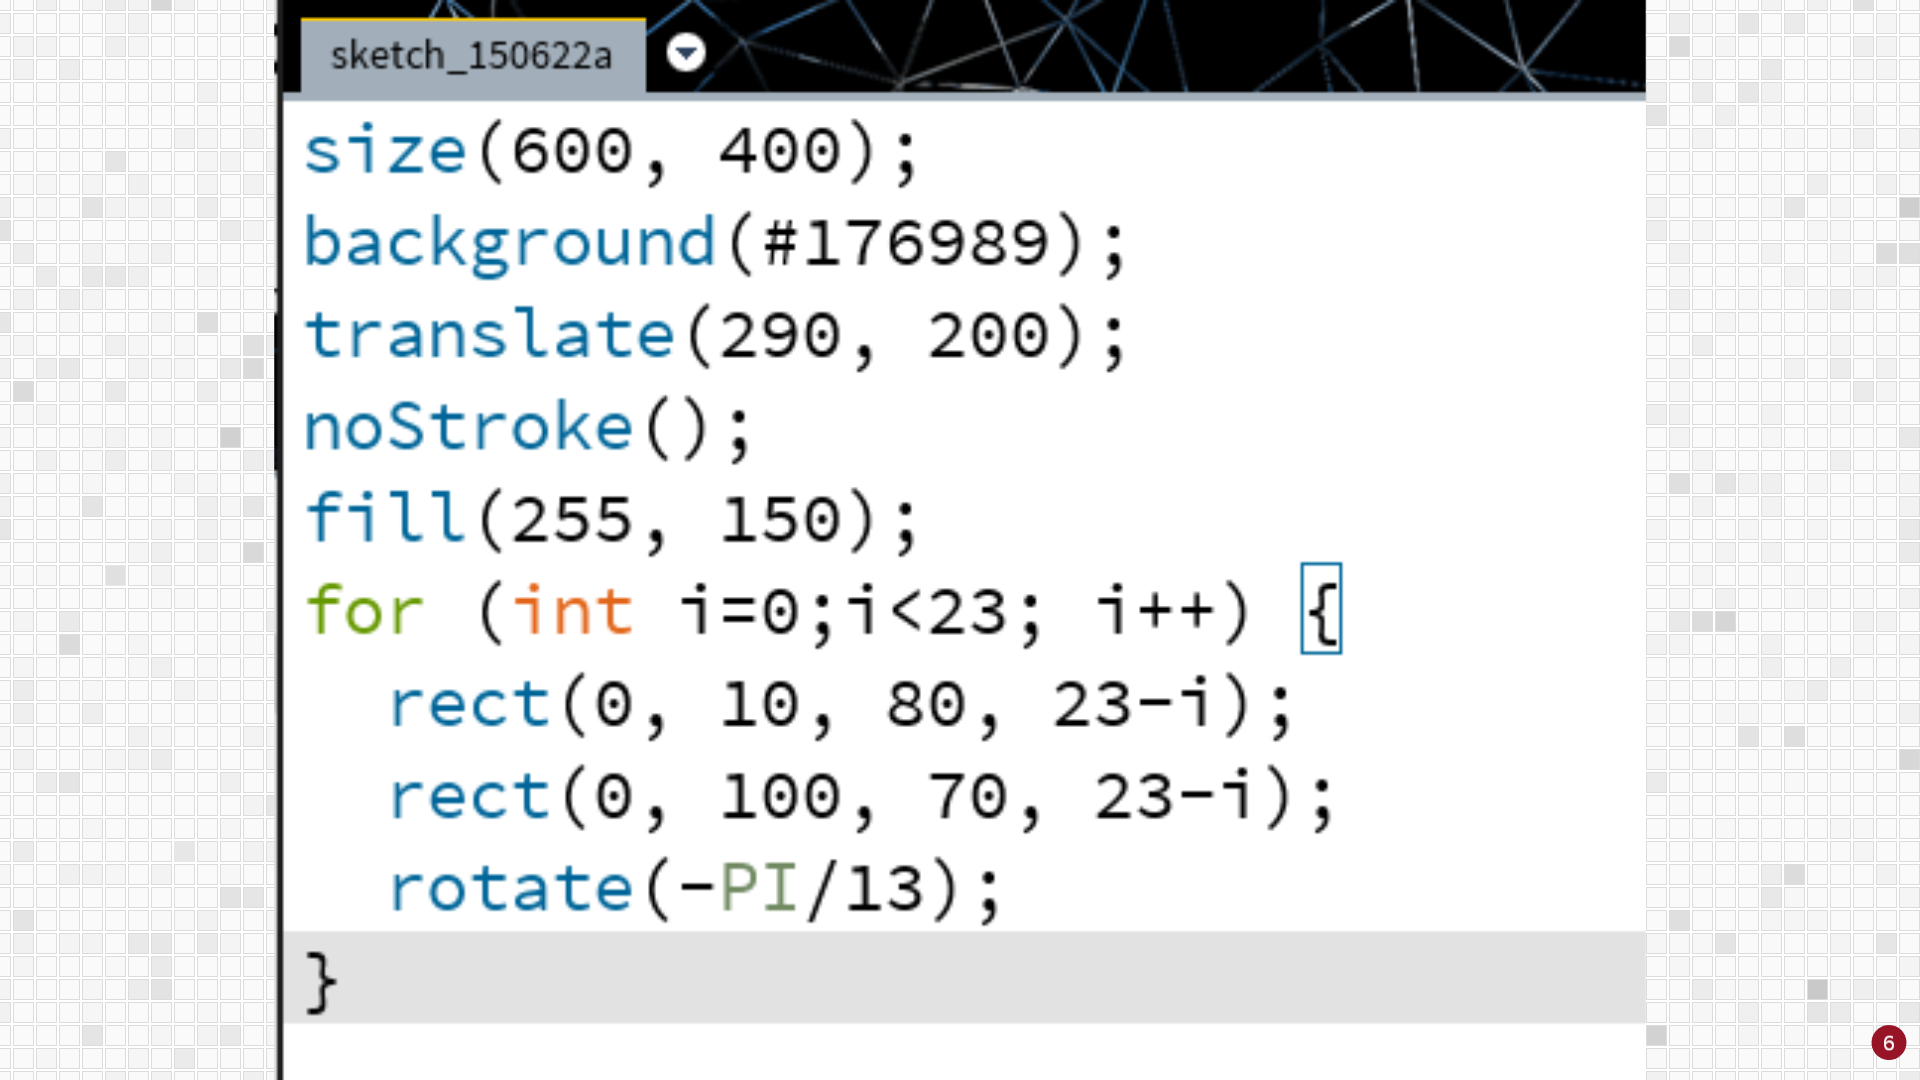 sketch_150622a
size(600, 400);
background(#176989);
translate(290, 200);
noStroke();
fill(255, 150);
for (int i=0;i<23; i++) {
  rect(0, 10, 80, 23-i);
  rect(0, 100, 70, 23-i);
  rotate(-PI/13);
}
6